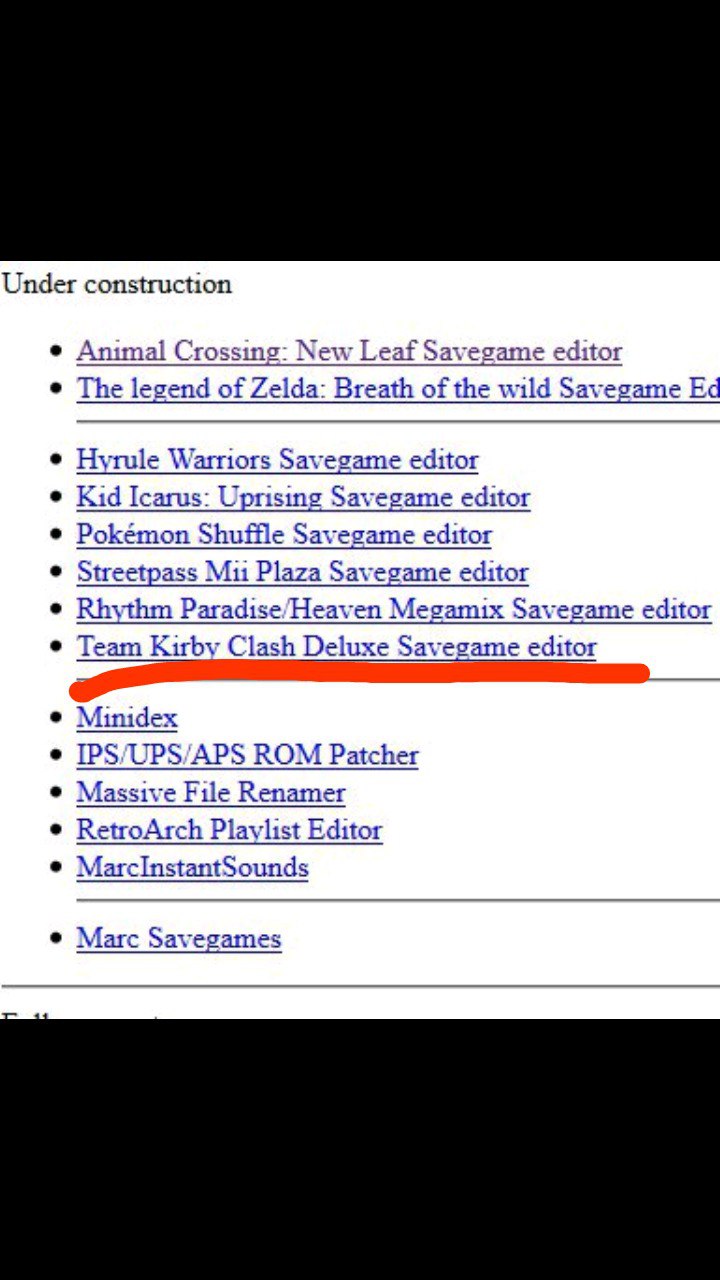 Under construction
Animal Crossing: New Leaf Savegame editor
The legend of Zelda: Breath of the wild Savegame
Hyrule Warriors Savegame editor
Kid Icarus: Uprising Savegame editor
Pokémon Shuffle Savegame editor
Streetpass Mii Plaza Savegame editor
Rhythm Paradise/Heaven Megamix Savegame editor
Team Kirby Clash Deluxe Savegame editor
Minidex
IPS/UPS/APS ROM Patcher
Massive File Renamer
RetroArch Playlist Editor
MarcInstantSounds
Marc Savegames